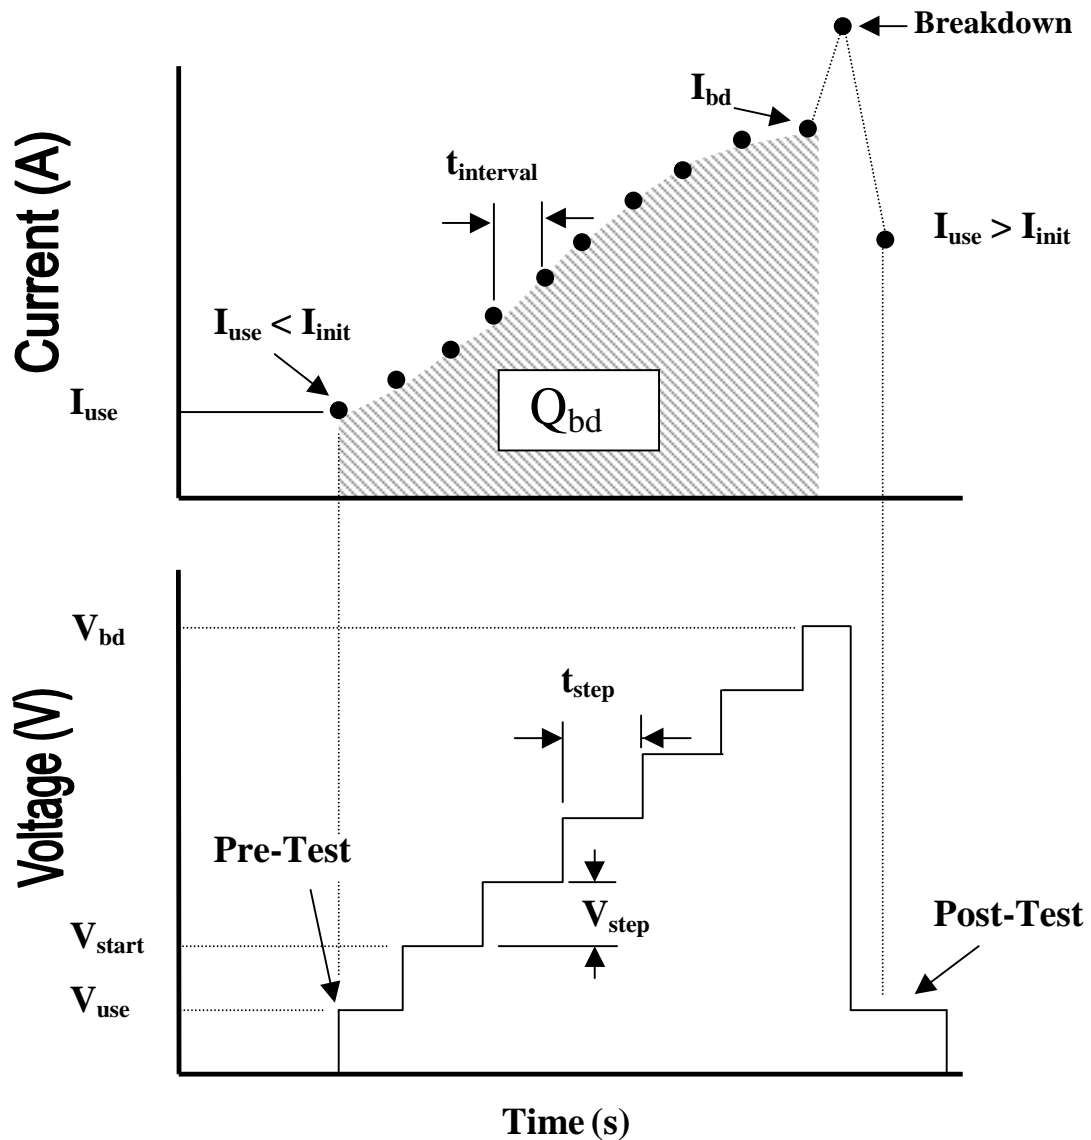 Breakdown
I_bd
t_interval
Current (A)
I_use > I_init
I_use < I_init
I_use
Q_bd
V_bd
t_step
Voltage (V)
Pre-Test
V_step
Post-Test
V_start
V_use
Time (s)